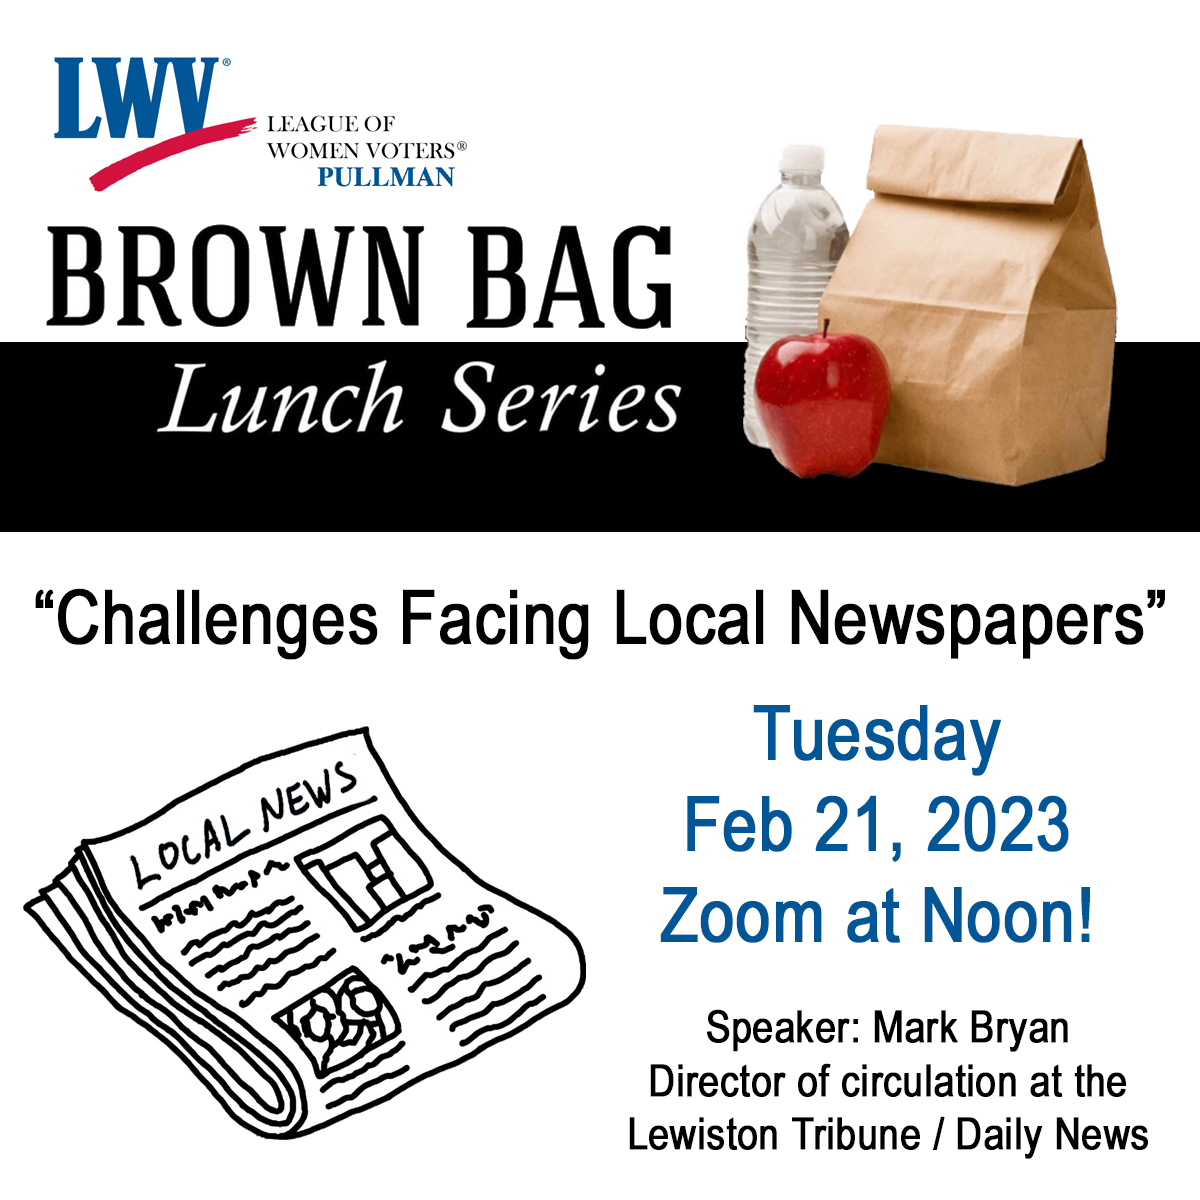 LWV®
LEAGUE OF
WOMEN VOTERS®
PULLMAN
BROWN BAG
Lunch Series
“Challenges Facing Local Newspapers”
LOCAL NEWS
Tuesday
Feb 21, 2023
Zoom at Noon!
Speaker: Mark Bryan
Director of circulation at the
Lewiston Tribune / Daily News